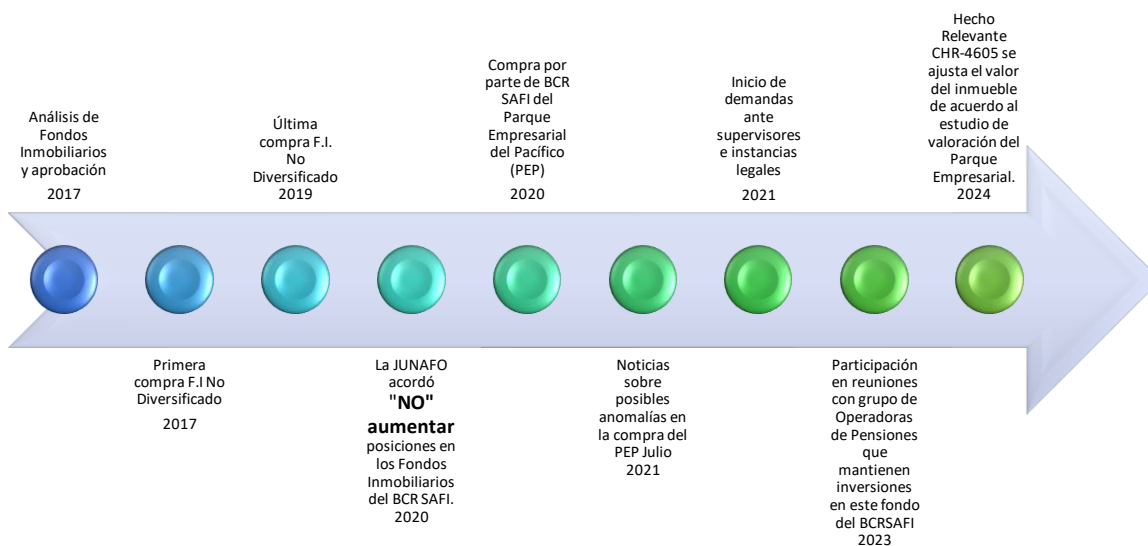 Análisis de
Fondos
Inmobiliarios
y aprobación
2017
Primera
compra F.I No
Diversificado
2017
Última
compra F.I.
No
Diversificado
2019
La JUNAFO
acordó
"NO"
aumentar
posiciones en
los Fondos
Inmobiliarios
del BCR SAFI.
2020
Compra por
parte de BCR
SAFI del
Parque
Empresarial
del Pacífico
(PEP)
2020
Noticias
sobre
posibles
anomalías en
la compra del
PEP Julio
2021
Inicio de
demandas
ante
supervisores
e instancias
legales
2021
Participación
en reuniones
con grupo de
Operadoras
de Pensiones
que
mantienen
inversiones
en este fondo
del BCRSAFI
2023
Hecho
Relevante
CHR-4605 se
ajusta el valor
del inmueble
de acuerdo al
estudio de
valoración del
Parque
Empresarial.
2024